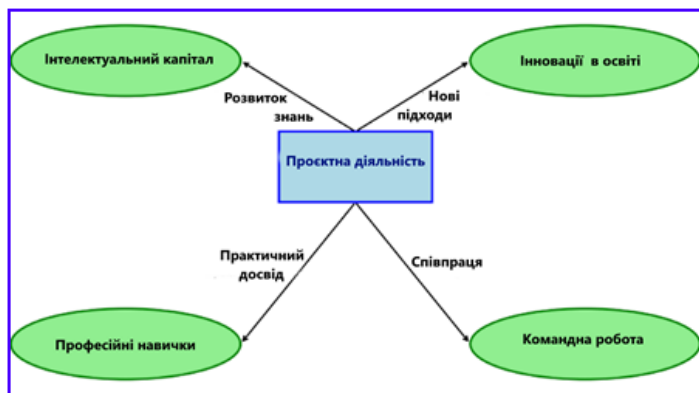 Інтелектуальний капітал
Інновації в освіті
Розвиток
знань
Нові
підходи
Проєктна діяльність
Практичний
досвід
Співпраця
Професійні навички
Командна робота